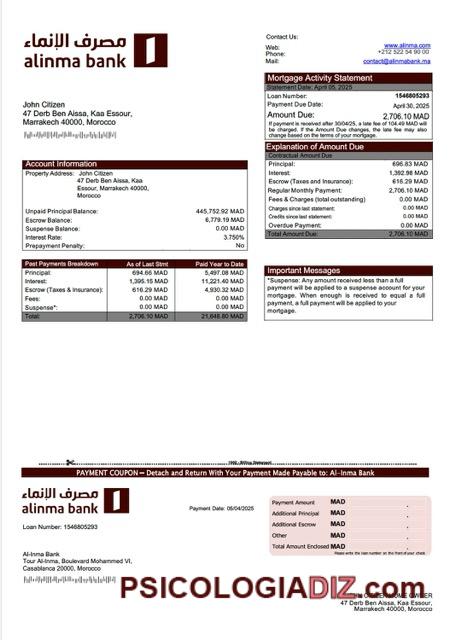 مصرف الإنماء
alinma bank
Contact Us:
Web: www.alinma.com
Phone: +212 522 54 90 00
Mail: contact@alinmabank.ma
Mortgage Activity Statement
Statement Date: April 05, 2025
Loan Number: 1546805293
Payment Due Date: April 30, 2025
Amount Due: 2,706.10 MAD
If payment is received after 30/04/25, a late fee of 104.49 MAD will
be charged. If the Amount Due changes, the late fee may also
change based on the terms of your mortgage.
John Citizen
47 Derb Ben Aissa, Kaa Essour,
Marrakech 40000, Morocco
Explanation of Amount Due
Contractual Amount Due
Principal: 696.83 MAD
Interest: 1,392.98 MAD
Escrow (Taxes and Insurance): 616.29 MAD
Regular Monthly Payment: 2,706.10 MAD
Fees & Charges (total outstanding) 0.00 MAD
Charges since last statement: 0.00 MAD
Credits since last statement: 0.00 MAD
Overdue Payment: 0.00 MAD
Total Amount Due: 2,706.10 MAD
Account Information
Property Address: John Citizen
47 Derb Ben Aissa, Kaa
Essour, Marrakech 40000,
Morocco
Unpaid Principal Balance: 445,752.92 MAD
Escrow Balance: 6,779.19 MAD
Suspense Balance: 0.00 MAD
Interest Rate: 3.750%
Prepayment Penalty: No
Past Payments Breakdown As of Last Stmt Paid Year to Date
Principal: 694.66 MAD 5,497.08 MAD
Interest: 1,395.15 MAD 11,221.40 MAD
Escrow (Taxes & Insurance): 616.29 MAD 4,930.32 MAD
Fees: 0.00 MAD 0.00 MAD
Suspense*: 0.00 MAD 0.00 MAD
Total: 2,706.10 MAD 21,648.80 MAD
Important Messages
*Suspense: Any amount received less than a full
payment will be applied to a suspense account for your
mortgage. When enough is received to equal a full
payment, a full payment will be applied to your
mortgage.
PAYMENT COUPON – Detach and Return With Your Payment Made Payable to: Al-Inma Bank
مصرف الإنماء
alinma bank
Loan Number: 1546805293
Payment Date: 05/04/2025
Payment Amount MAD
Additional Principal MAD
Additional Escrow MAD
Other MAD
Total Amount Enclosed MAD
Please write the loan number on the front of your check
Al-Inma Bank
Tour Al-Inma, Boulevard Mohammed VI,
Casablanca 20000, Morocco
PSICOLOGIADIZ.com
HOME OWNER
47 Derb Ben Aissa, Kaa Essour,
Marrakech 40000, Morocco